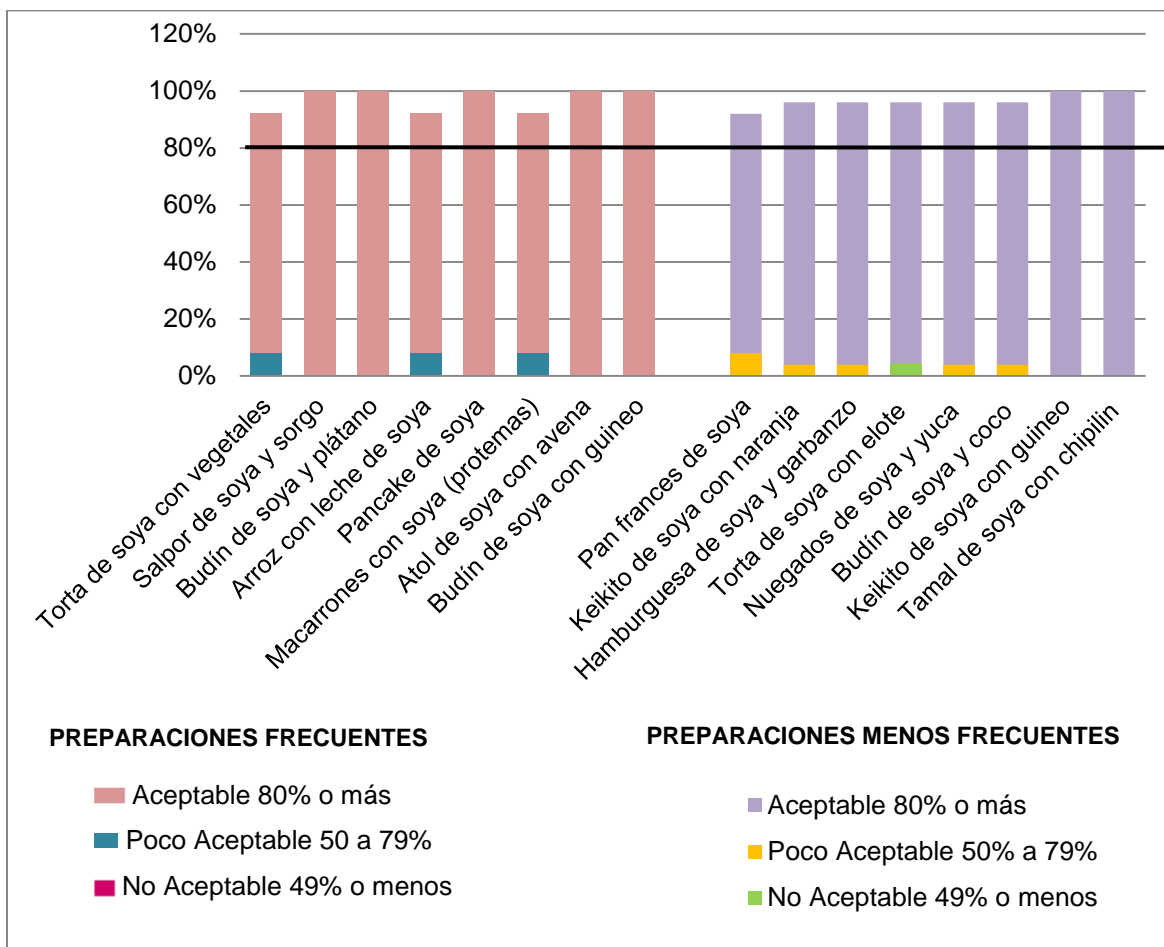 120%
100%
80%
60%
40%
20%
0%
Torta de soya con vegetales
Salpor de soya y sorgo
Budín de soya y plátano
Arroz con leche de soya
Pancake de soya
Macarrones con soya (protemas)
Atol de soya con avena
Budín de soya con guineo
Pan frances de soya
Keikito de soya con naranja
Hamburguesa de soya y garbanzo
Torta de soya con elote
Nuegados de soya y yuca
Budín de soya y coco
Keikito de soya con guineo
Tamal de soya con chipilin
PREPARACIONES FRECUENTES
Aceptable 80% o más
Poco Aceptable 50 a 79%
No Aceptable 49% o menos
PREPARACIONES MENOS FRECUENTES
Aceptable 80% o más
Poco Aceptable 50% a 79%
No Aceptable 49% o menos